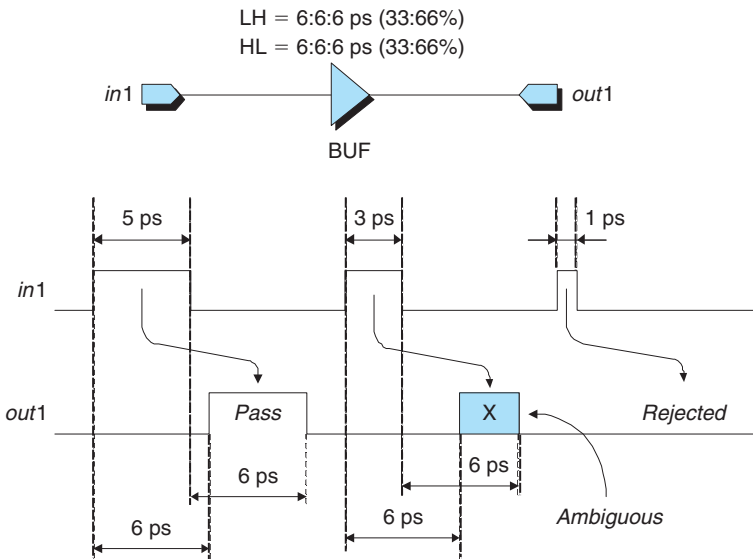 LH = 6:6:6 ps (33:66%)
HL = 6:6:6 ps (33:66%)
in1
out1
BUF
5 ps
3 ps
1 ps
in1
out1
Pass
X
Rejected
6 ps
6 ps
6 ps
6 ps
Ambiguous